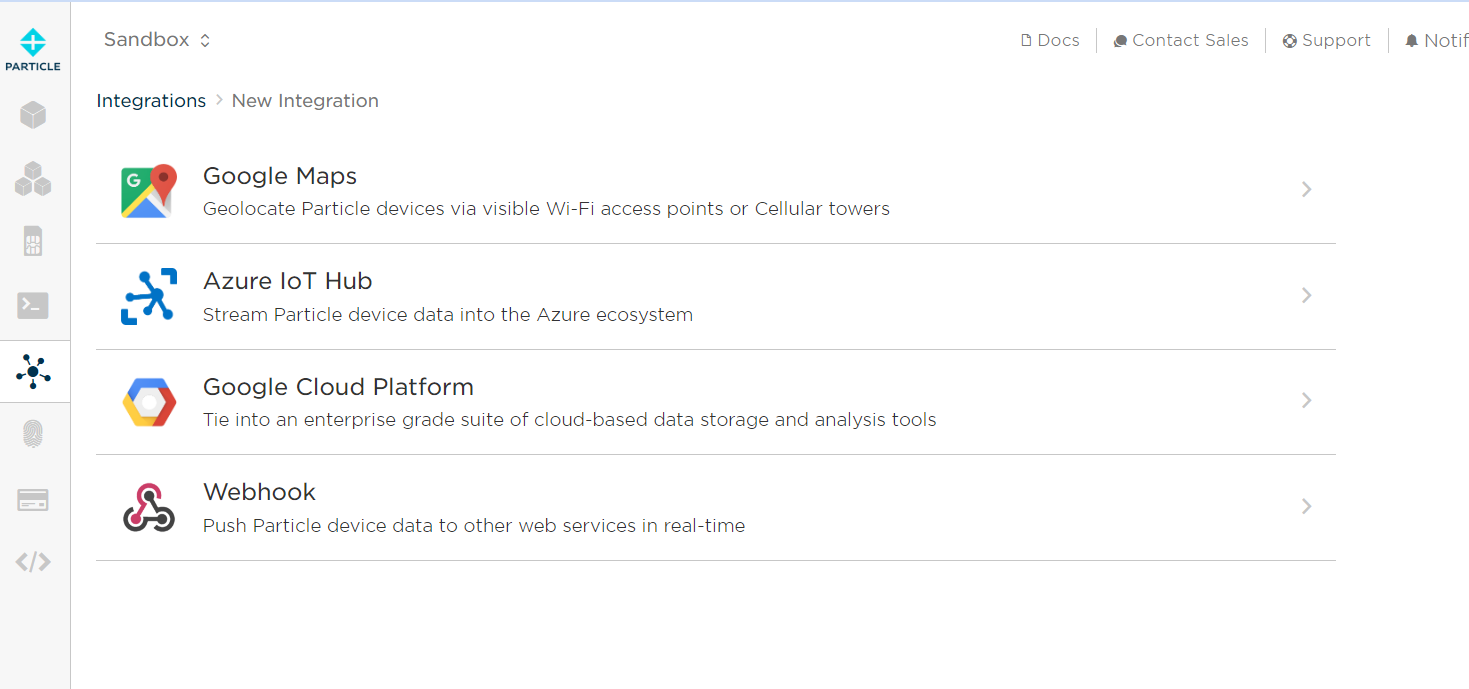 PARTICLE
Sandbox
Docs
Contact Sales
Support
Notif
Integrations > New Integration
G
Google Maps
Geolocate Particle devices via visible Wi-Fi access points or Cellular towers
Azure IoT Hub
Stream Particle device data into the Azure ecosystem
Google Cloud Platform
Tie into an enterprise grade suite of cloud-based data storage and analysis tools
Webhook
Push Particle device data to other web services in real-time